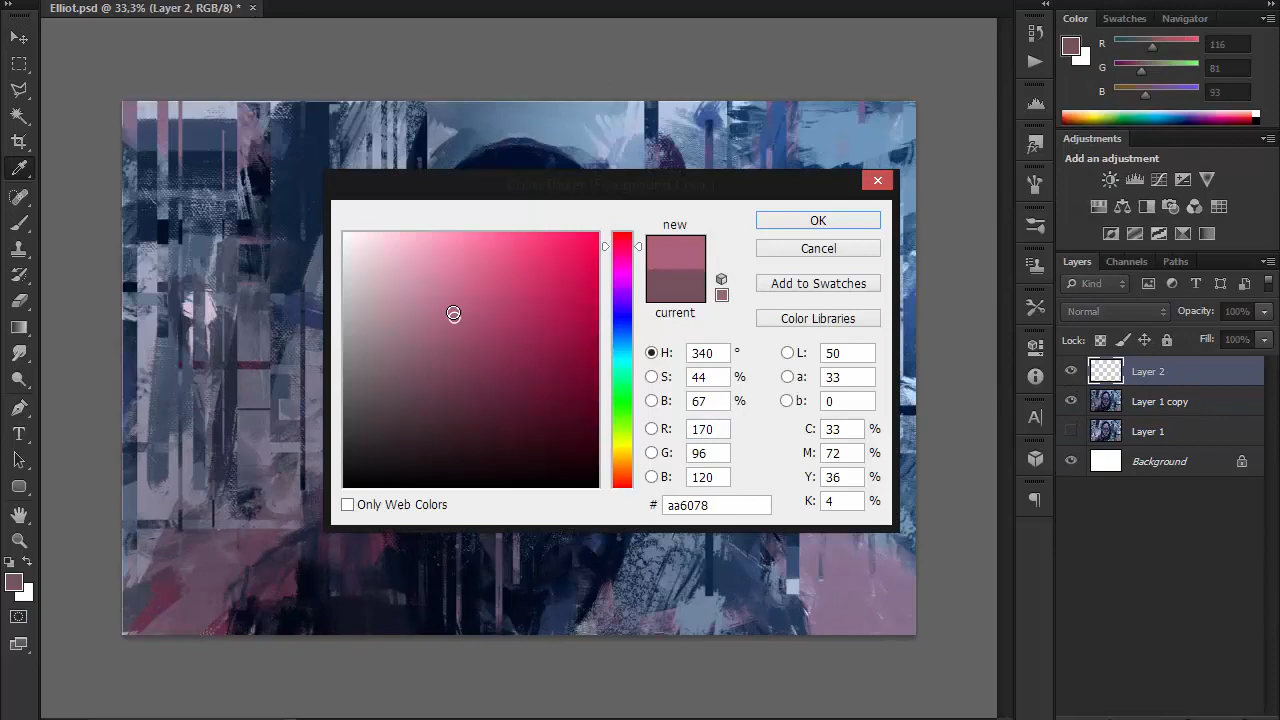 Elliot.psd @ 33,3% (Layer 2, RGB/8) *
Color Swatches Navigator
R 116
G 81
B 93
Adjustments
Add an adjustment
Layers Channels Paths
Kind
Normal Opacity: 100%
Lock: Fill: 100%
Layer 2
Layer 1 copy
Layer 1
Background
new
current
OK
Cancel
Add to Swatches
Color Libraries
H: 340 °
S: 44 %
B: 67 %
R: 170
G: 96
B: 120
L: 50
a: 33
b: 0
C: 33 %
M: 72 %
Y: 36 %
K: 4 %
Only Web Colors
# aa6078